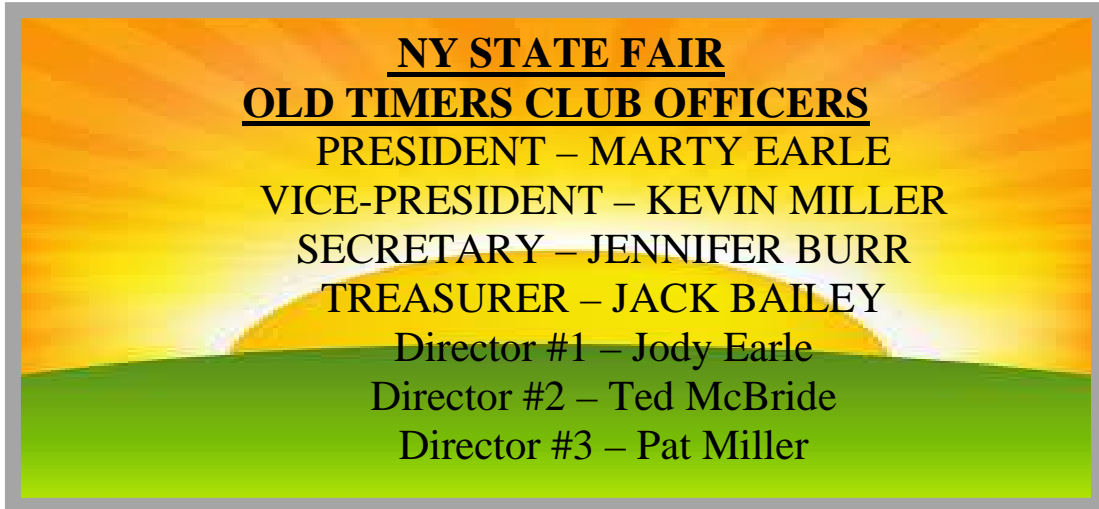 NY STATE FAIR
OLD TIMERS CLUB OFFICERS
PRESIDENT – MARTY EARLE
VICE-PRESIDENT – KEVIN MILLER
SECRETARY – JENNIFER BURR
TREASURER – JACK BAILEY
Director #1 – Jody Earle
Director #2 – Ted McBride
Director #3 – Pat Miller